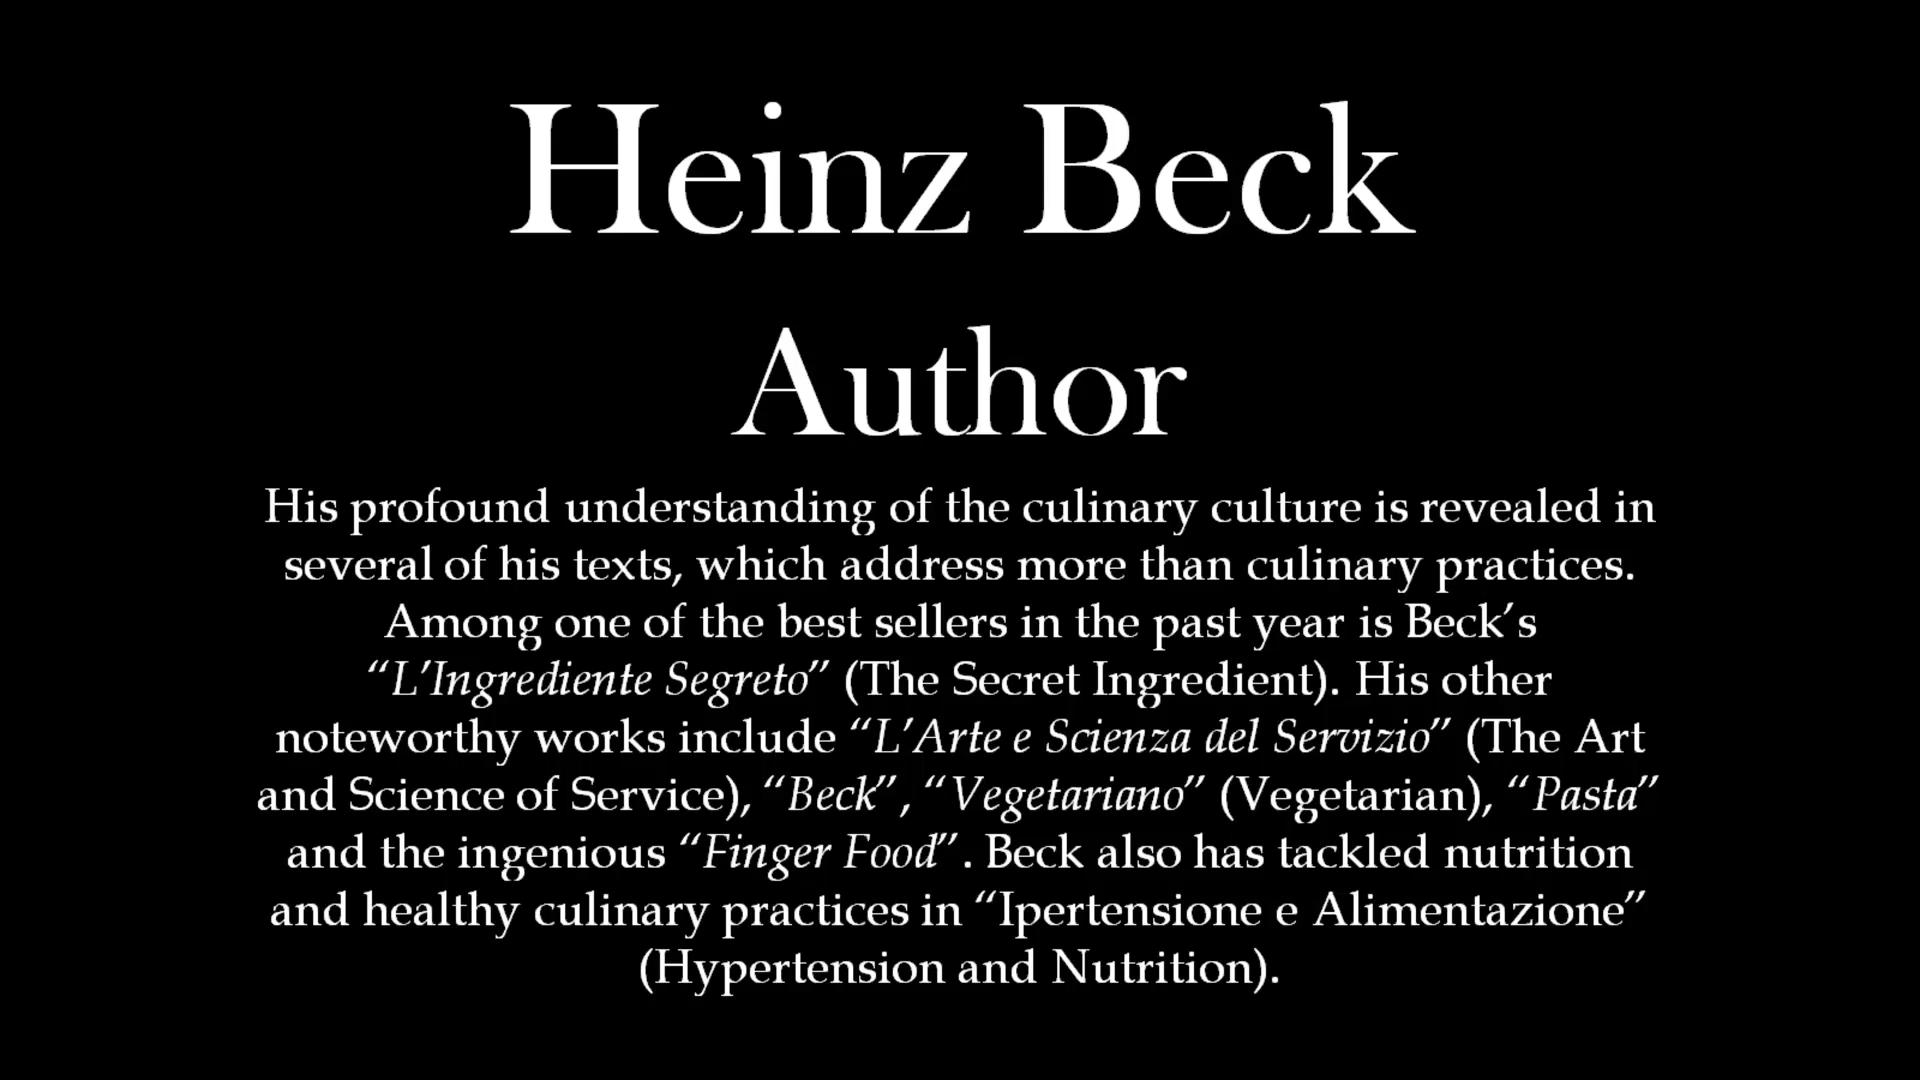 Heinz Beck
Author
His profound understanding of the culinary culture is revealed in
several of his texts, which address more than culinary practices.
Among one of the best sellers in the past year is Beck’s
“L’Ingrediente Segreto” (The Secret Ingredient). His other
noteworthy works include “L’Arte e Scienza del Servizio” (The Art
and Science of Service), “Beck”, “Vegetariano” (Vegetarian), “Pasta”
and the ingenious “Finger Food”. Beck also has tackled nutrition
and healthy culinary practices in “Ipertensione e Alimentazione”
(Hypertension and Nutrition).